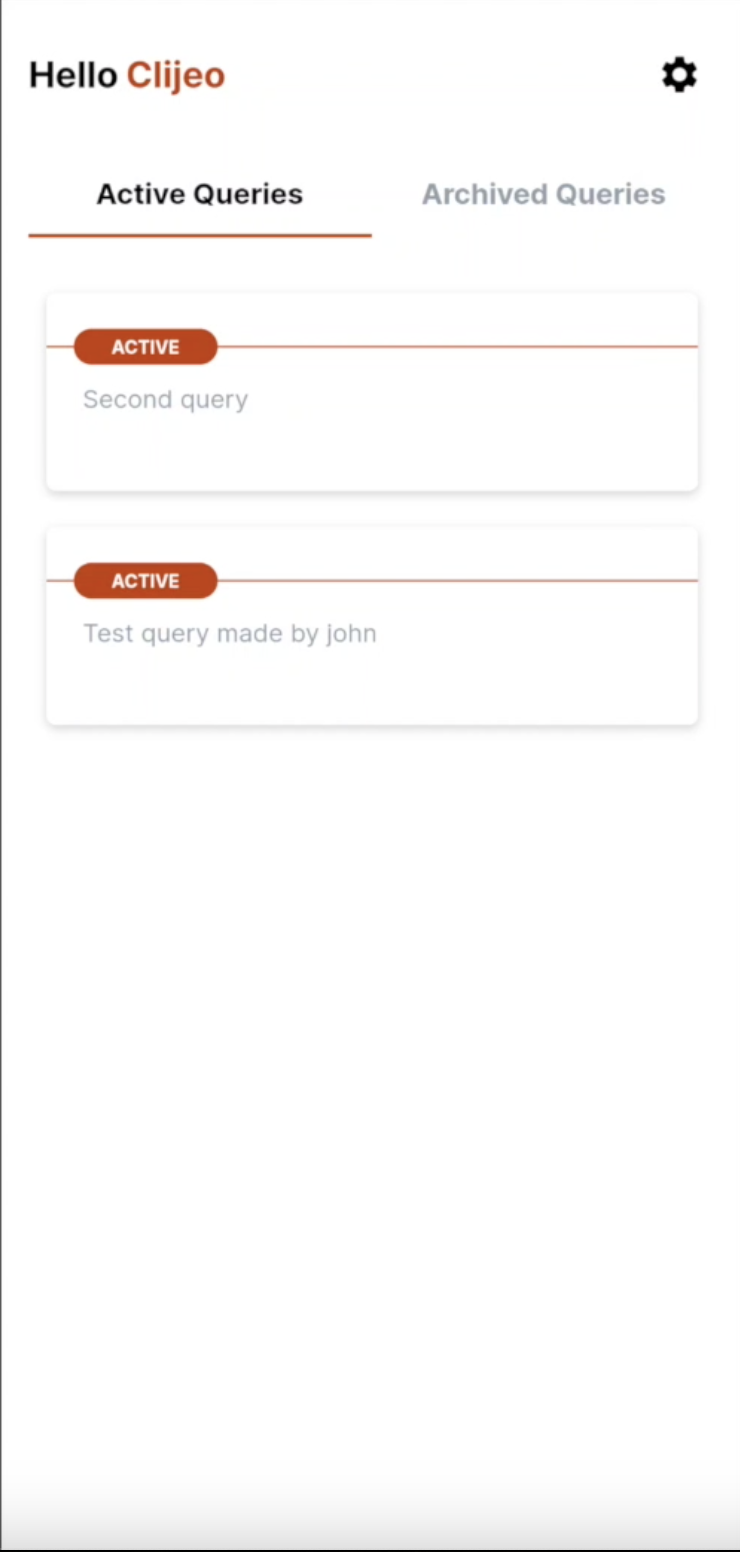 Hello Clijeo
Active Queries Archived Queries
ACTIVE
Second query
ACTIVE
Test query made by john